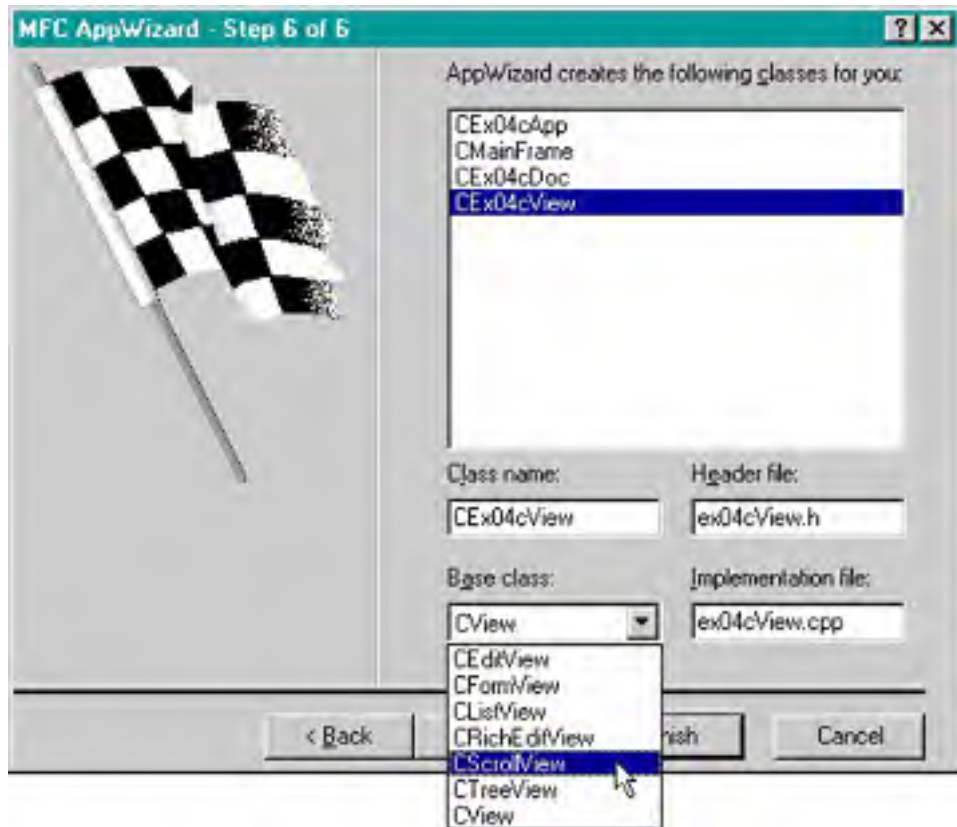 MFC AppWizard - Step 6 of 6
AppWizard creates the following classes for you:
CEx04cApp
CMainFrame
CEx04cDoc
CEx04cView
Class name:
Header file:
CEx04cView
ex04cView.h
Base class:
Implementation file:
CView
ex04cView.cpp
CEditView
CFormView
CListView
CRichEditView
CScrollView
CTreeView
CView
< Back
nish
Cancel